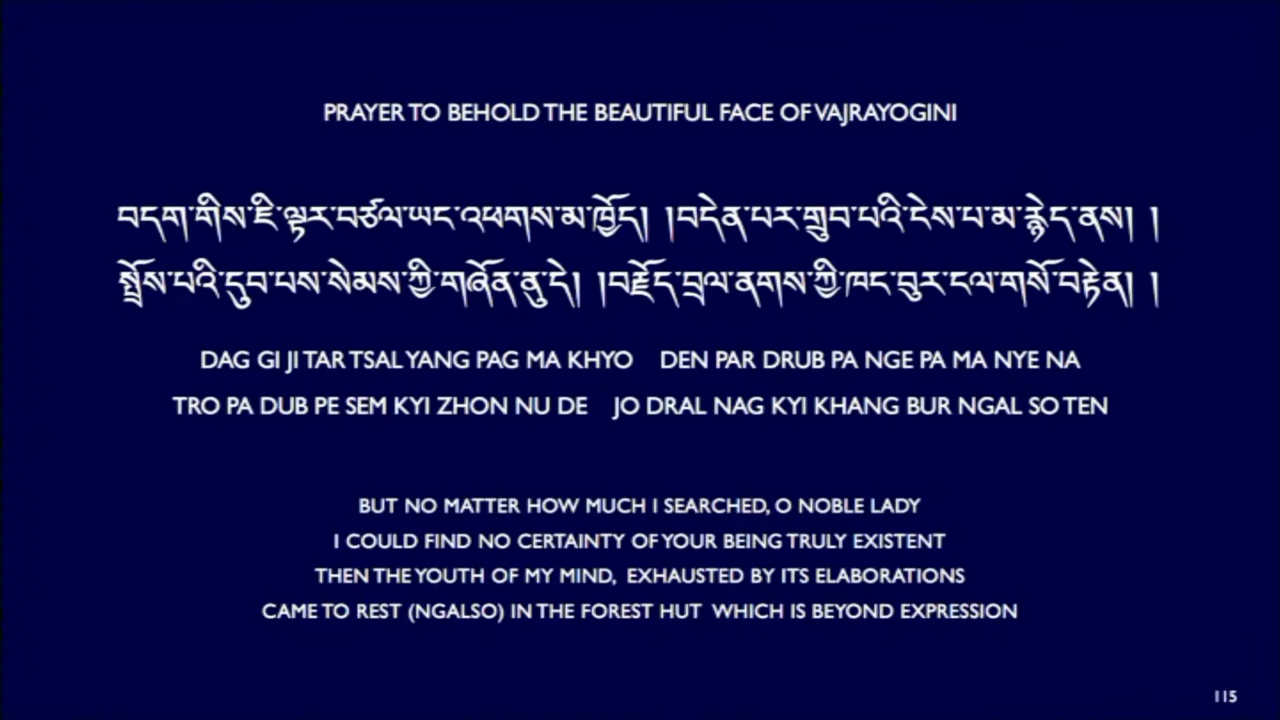 PRAYER TO BEHOLD THE BEAUTIFUL FACE OF VAJRAYOGINI
བདག་གིས་ཇི་ལྟར་བཙལ་ཡང་འཕགས་མ་ཁྱོད། །བདེན་པར་གྲུབ་པའི་ངེས་པ་མ་རྙེད་ནས། །
སྤྲོས་པའི་དུབ་པས་སེམས་ཀྱི་གཞོན་ནུ་དེ། །བརྗོད་བྲལ་ནགས་ཀྱི་ཁང་བུར་ངལ་གསོ་བརྟེན། །
DAG GI JI TAR TSAL YANG PAG MA KHYO DEN PAR DRUB PA NGE PA MA NYE NA
TRO PA DUB PE SEM KYI ZHON NU DE JO DRAL NAG KYI KHANG BUR NGAL SO TEN
BUT NO MATTER HOW MUCH I SEARCHED, O NOBLE LADY
I COULD FIND NO CERTAINTY OF YOUR BEING TRULY EXISTENT
THEN THE YOUTH OF MY MIND, EXHAUSTED BY ITS ELABORATIONS
CAME TO REST (NGALSO) IN THE FOREST HUT WHICH IS BEYOND EXPRESSION
115